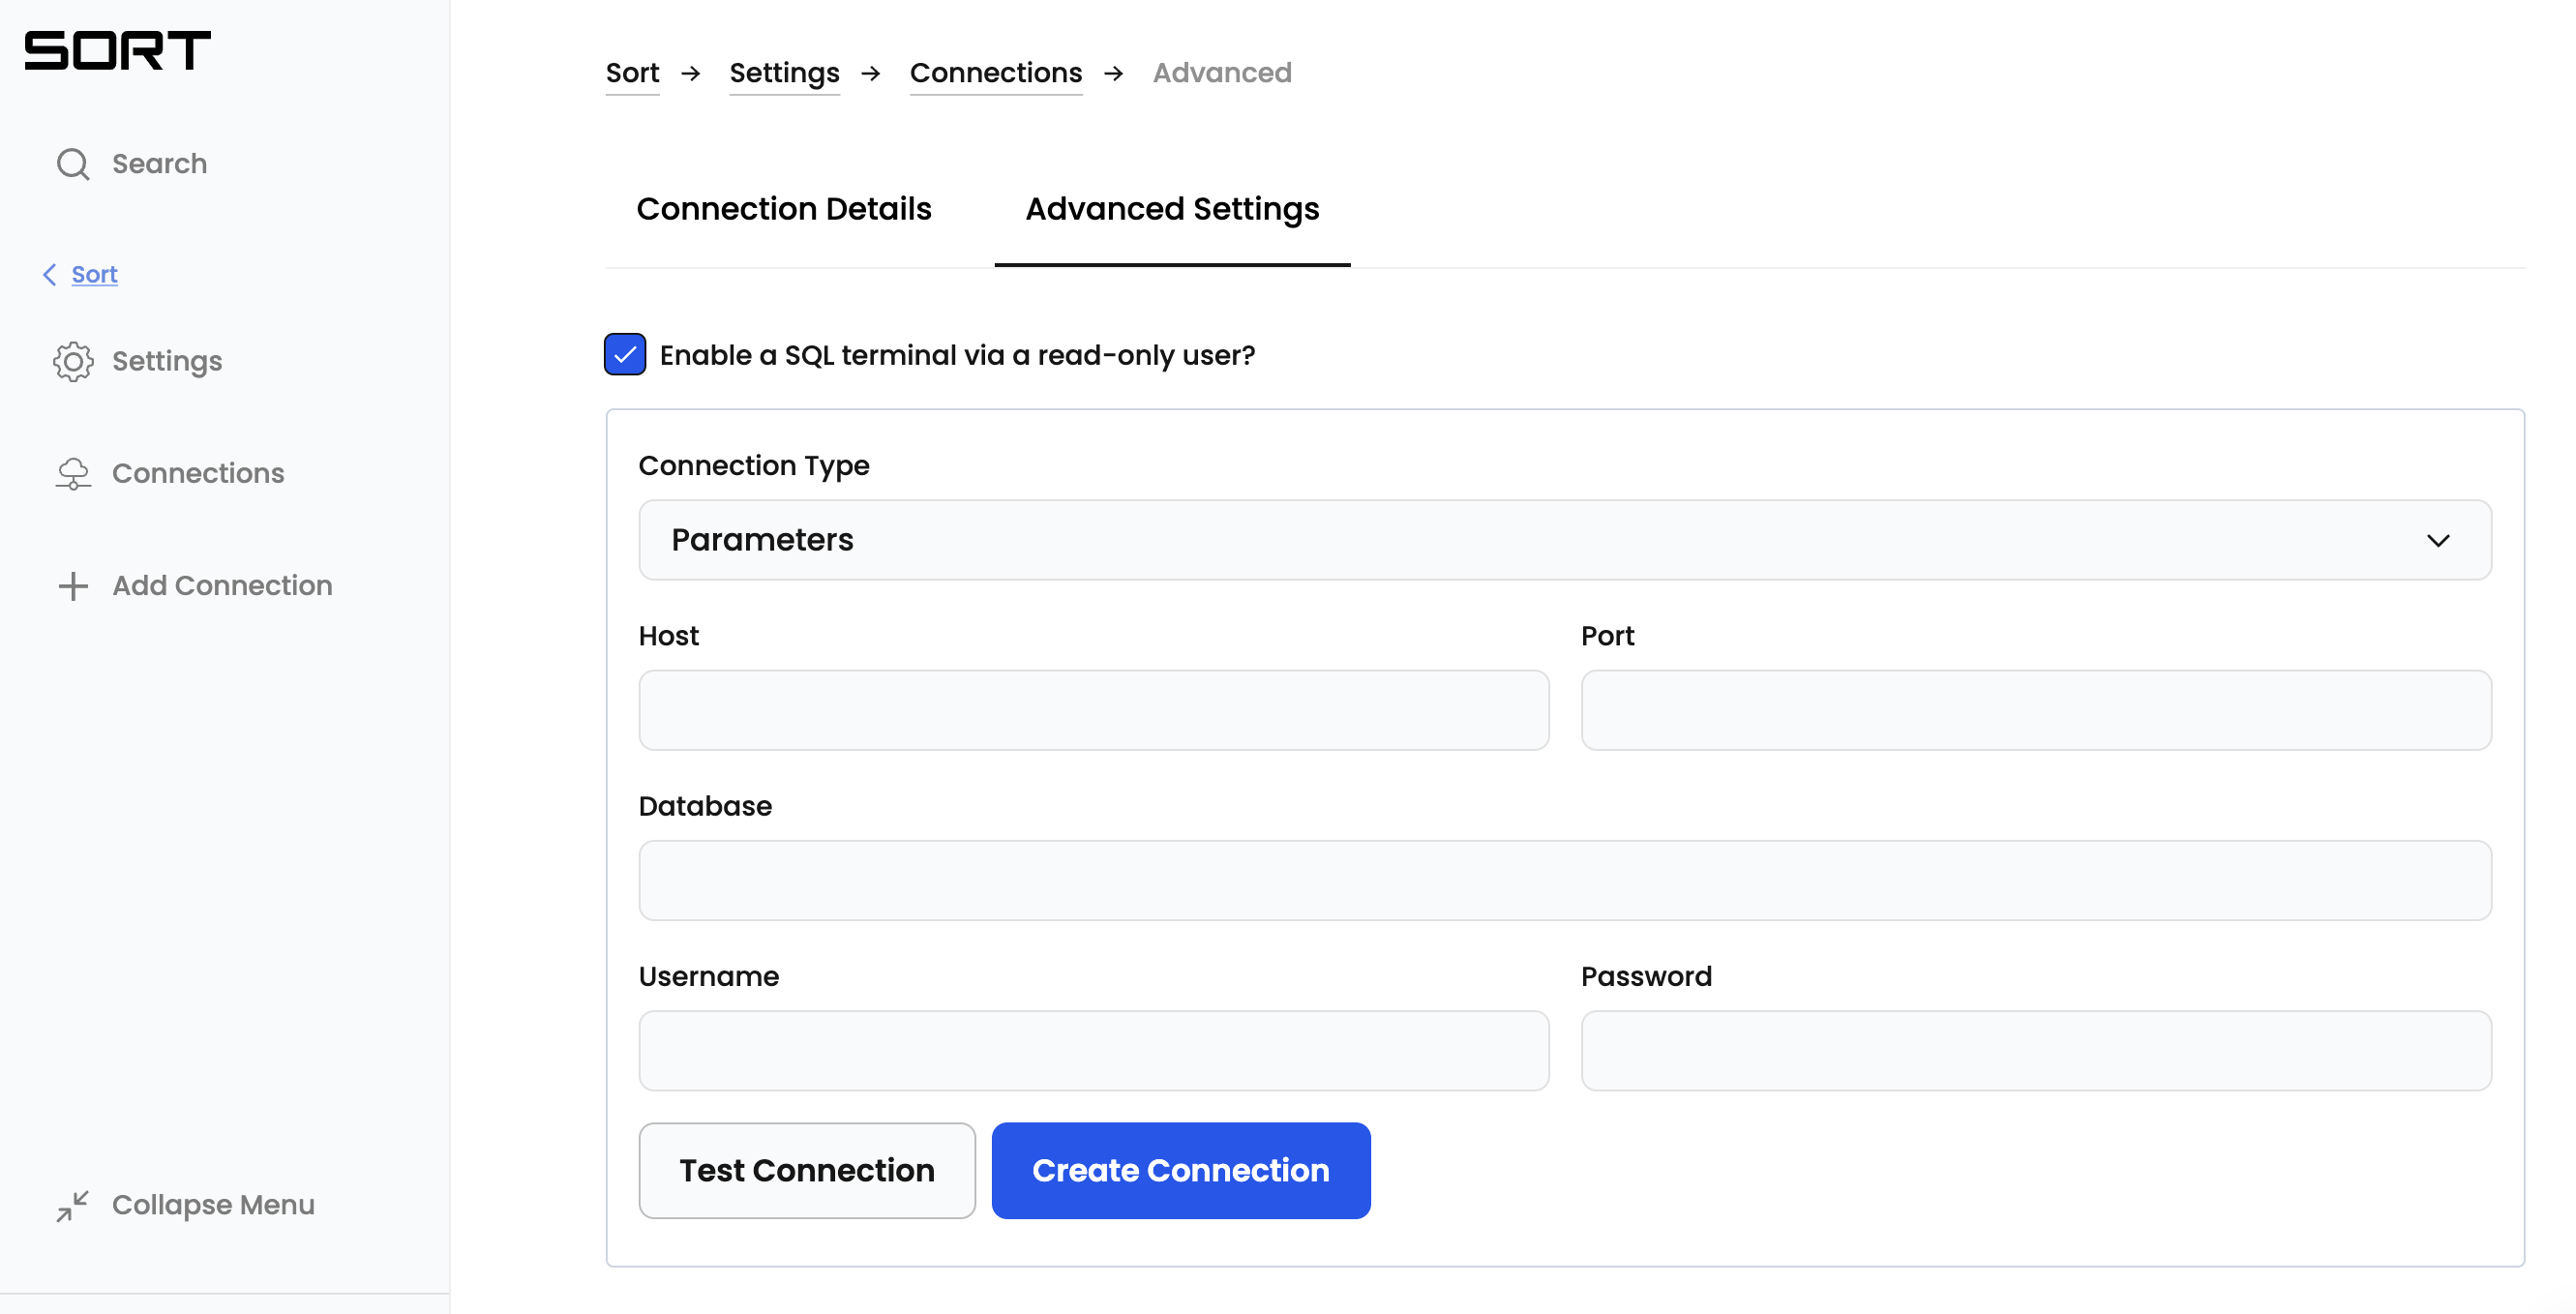 SORT
Search
Sort
Settings
Connections
Add Connection
Collapse Menu
Sort → Settings → Connections → Advanced
Connection Details Advanced Settings
Enable a SQL terminal via a read-only user?
Connection Type
Parameters
Host Port
Database
Username Password
Test Connection Create Connection